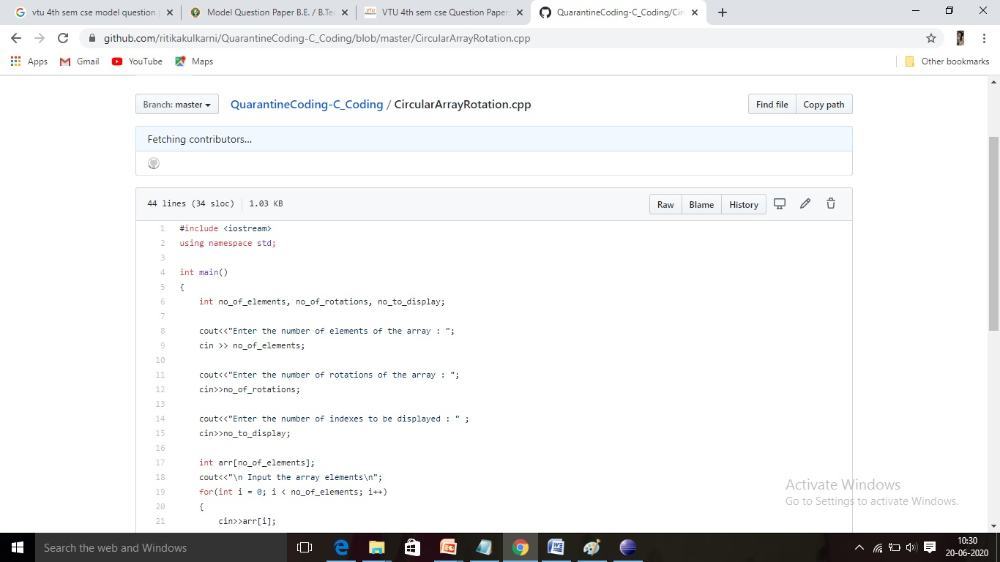 vtu 4th sem cse model question
Model Question Paper B.E. / B.Te
VTU 4th sem cse Question Papers
QuarantineCoding-C_Coding/Circ
github.com/ritikakulkarni/QuarantineCoding-C_Coding/blob/master/CircularArrayRotation.cpp
Apps Gmail YouTube Maps Other bookmarks
Branch: master QuarantineCoding-C_Coding / CircularArrayRotation.cpp Find file Copy path
Fetching contributors...
44 lines (34 sloc) 1.03 KB Raw Blame History
1 #include <iostream>
2 using namespace std;
3
4 int main()
5 {
6 int no_of_elements, no_of_rotations, no_to_display;
7
8 cout<<"Enter the number of elements of the array : ";
9 cin >> no_of_elements;
10
11 cout<<"Enter the number of rotations of the array : ";
12 cin>>no_of_rotations;
13
14 cout<<"Enter the number of indexes to be displayed : " ;
15 cin>>no_to_display;
16
17 int arr[no_of_elements];
18 cout<<"\n Input the array elements\n";
19 for(int i = 0; i < no_of_elements; i++)
20 {
21 cin>>arr[i];
Activate Windows
Go to Settings to activate Windows.
Search the web and Windows
10:30
20-06-2020